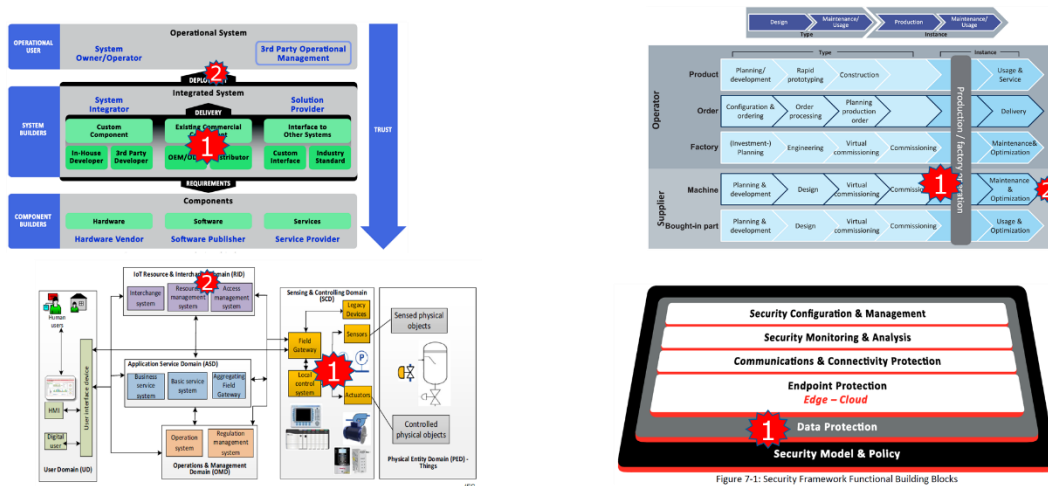 Operational System
OPERATIONAL
USER
System
Owner/Operator
3rd Party Operational
Management
2
Integrated System
SYSTEM
BUILDERS
System
Integrator
Solution
Provider
DELIVERY
Custom
Component
Existing Commercial
Interface to
Other Systems
1
In-House
Developer
3rd Party
Developer
Custom
Interface
Industry
Standard
REQUIREMENTS
Components
COMPONENT
BUILDERS
Hardware
Software
Services
Hardware Vendor
Software Publisher
Service Provider
TRUST
Design
Maintenance/
Usage
Production
Maintenance/
Usage
Type
Instance
Type
Instance
Operator
Product
Planning/
development
Rapid
prototyping
Construction
Usage &
Service
Order
Configuration &
ordering
Order
processing
Planning
production
order
Delivery
Factory
(Investment-)
Planning
Engineering
Virtual
commissioning
Commissioning
Maintenance&
Optimization
Production / factory
Supplier
Machine
Planning &
development
Design
Virtual
commissioning
1
Maintenance
&
Optimization
2
Bought-in part
Planning &
development
Design
Virtual
commissioning
Commissioning
Usage &
Optimization
IoT Resource & Interchange Domain (RID)
2
Interchange
system
management
system
Access
management
system
Human
users
HMI
Digital
user
User interface device
User Domain (UD)
Application Service Domain (ASD)
Business
service
system
Basic service
system
Aggregating
Field
Gateway
Operation
system
Regulation
management
system
Operations & Management
Domain (OMD)
Sensing & Controlling Domain
(SCD)
Legacy
Devices
Field
Gateway
Sensors
1
P
Local
control
system
Actuators
Sensed physical
objects
Controlled
physical objects
Physical Entity Domain (PED) -
Things
Security Configuration & Management
Security Monitoring & Analysis
Communications & Connectivity Protection
Endpoint Protection
Edge – Cloud
1
Data Protection
Security Model & Policy
Figure 7-1: Security Framework Functional Building Blocks